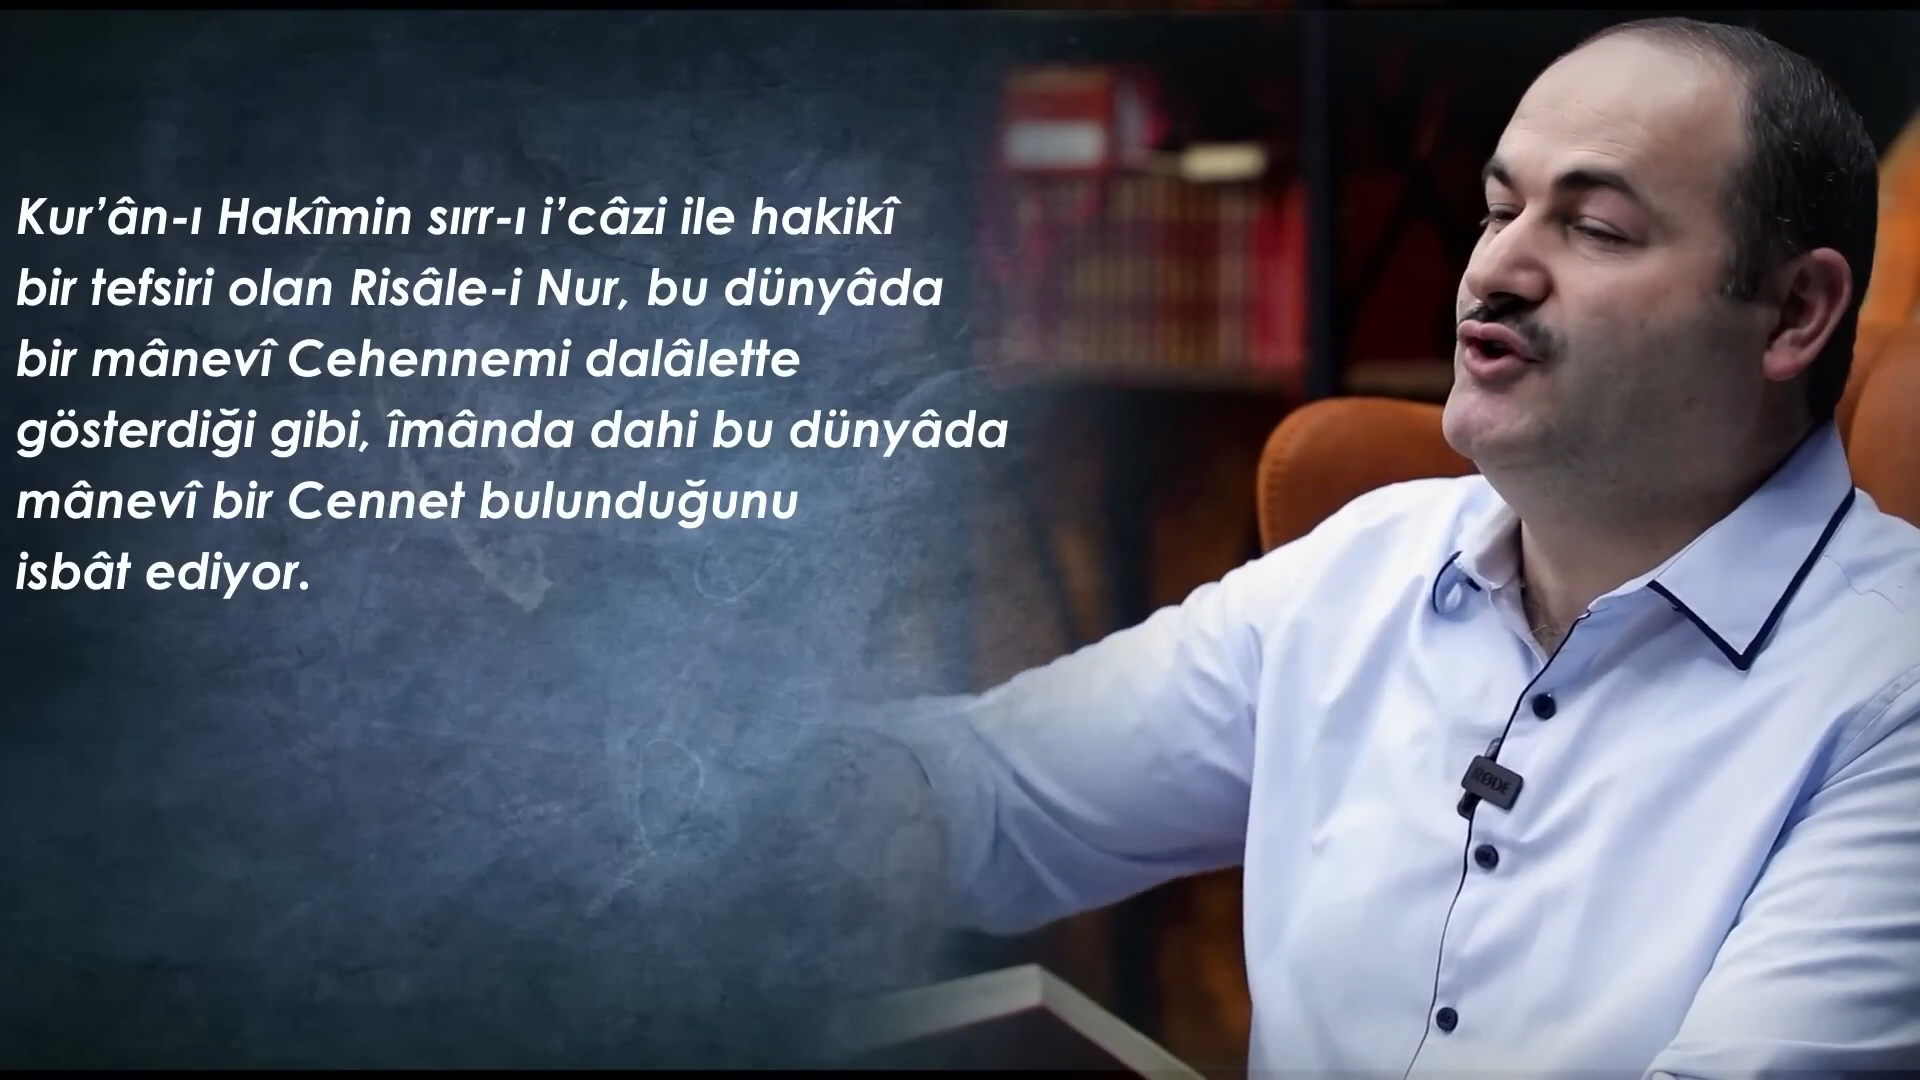 Kur’ân-ı Hakîmin sırr-ı i’câzi ile hakikî
bir tefsiri olan Risâle-i Nur, bu dünyâda
bir mânevî Cehennemi dalâlette
gösterdiği gibi, îmânda dahi bu dünyâda
mânevî bir Cennet bulunduğunu
isbât ediyor.
RØDE